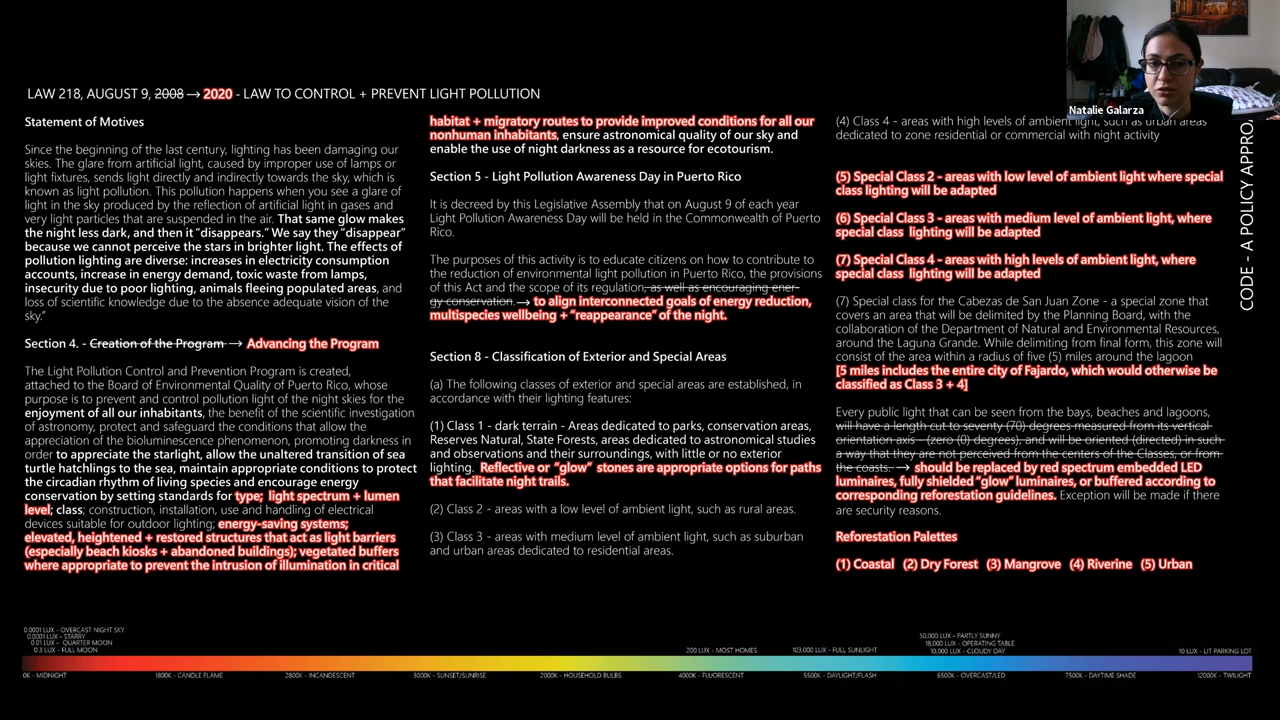 Natalie Galarza
LAW 218, AUGUST 9, 2008 → 2020 - LAW TO CONTROL + PREVENT LIGHT POLLUTION
Statement of Motives
Since the beginning of the last century, lighting has been damaging our
skies. The glare from artificial light, caused by improper use of lamps or
light fixtures, sends light directly and indirectly towards the sky, which is
known as light pollution. This pollution happens when you see a glare of
light in the sky produced by the reflection of artificial light in gases and
very light particles that are suspended in the air. That same glow makes
the night less dark, and then it “disappears.” We say they “disappear”
because we cannot perceive the stars in brighter light. The effects of
pollution lighting are diverse: increases in electricity consumption
accounts, increase in energy demand, toxic waste from lamps,
insecurity due to poor lighting, animals fleeing populated areas, and
loss of scientific knowledge due to the absence adequate vision of the
sky.”
Section 4. - Creation of the Program → Advancing the Program
The Light Pollution Control and Prevention Program is created,
attached to the Board of Environmental Quality of Puerto Rico, whose
purpose is to prevent and control pollution light of the night skies for the
enjoyment of all our inhabitants, the benefit of the scientific investigation
of astronomy, protect and safeguard the conditions that allow the
appreciation of the bioluminescence phenomenon, promoting darkness in
order to appreciate the starlight, allow the unaltered transition of sea
turtle hatchlings to the sea, maintain appropriate conditions to protect
the circadian rhythm of living species and encourage energy
conservation by setting standards for type; light spectrum + lumen
level; class; construction, installation, use and handling of electrical
devices suitable for outdoor lighting; energy-saving systems;
elevated, heightened + restored structures that act as light barriers
(especially beach kiosks + abandoned buildings); vegetated buffers
where appropriate to prevent the intrusion of illumination in critical
habitat + migratory routes to provide improved conditions for all our
nonhuman inhabitants, ensure astronomical quality of our sky and
enable the use of night darkness as a resource for ecotourism.
Section 5 - Light Pollution Awareness Day in Puerto Rico
It is decreed by this Legislative Assembly that on August 9 of each year
Light Pollution Awareness Day will be held in the Commonwealth of Puerto
Rico.
The purposes of this activity is to educate citizens on how to contribute to
the reduction of environmental light pollution in Puerto Rico, the provisions
of this Act and the scope of its regulation, as well as encouraging ener-
gy conservation. → to align interconnected goals of energy reduction,
multispecies wellbeing + “reappearance” of the night.
Section 8 - Classification of Exterior and Special Areas
(a) The following classes of exterior and special areas are established, in
accordance with their lighting features:
(1) Class 1 - dark terrain - Areas dedicated to parks, conservation areas,
Reserves Natural, State Forests, areas dedicated to astronomical studies
and observations and their surroundings, with little or no exterior
lighting. Reflective or “glow” stones are appropriate options for paths
that facilitate night trails.
(2) Class 2 - areas with a low level of ambient light, such as rural areas.
(3) Class 3 - areas with medium level of ambient light, such as suburban
and urban areas dedicated to residential areas.
(4) Class 4 - areas with high levels of ambient light, such as urban areas
dedicated to zone residential or commercial with night activity
(5) Special Class 2 - areas with low level of ambient light where special
class lighting will be adapted
(6) Special Class 3 - areas with medium level of ambient light, where
special class lighting will be adapted
(7) Special Class 4 - areas with high levels of ambient light, where
special class lighting will be adapted
(7) Special class for the Cabezas de San Juan Zone - a special zone that
covers an area that will be delimited by the Planning Board, with the
collaboration of the Department of Natural and Environmental Resources,
around the Laguna Grande. While delimiting from final form, this zone will
consist of the area within a radius of five (5) miles around the lagoon
[5 miles includes the entire city of Fajardo, which would otherwise be
classified as Class 3 + 4]
Every public light that can be seen from the bays, beaches and lagoons,
will have a length cut to seventy (70) degrees measured from its vertical
orientation axis - (zero (0) degrees), and will be oriented (directed) in such
a way that they are not perceived from the centers of the Classes, or from
the coasts. → should be replaced by red spectrum embedded LED
luminaires, fully shielded “glow” luminaires, or buffered according to
corresponding reforestation guidelines. Exception will be made if there
are security reasons.
Reforestation Palettes
(1) Coastal (2) Dry Forest (3) Mangrove (4) Riverine (5) Urban
CODE - A POLICY APPRO
0.0001 LUX - OVERCAST NIGHT SKY
0.0001 LUX - STARRY
0.01 LUX - QUARTER MOON
0.3 LUX - FULL MOON
200 LUX - MOST HOMES
103,000 LUX - FULL SUNLIGHT
50,000 LUX - PARTLY SUNNY
18,000 LUX - OPERATING TABLE
10,000 LUX - CLOUDY DAY
10 LUX - LIT PARKING LOT
0K - MIDNIGHT
1800K - CANDLE FLAME
2800K - INCANDESCENT
3000K - SUNSET/SUNRISE
2000K - HOUSEHOLD BULBS
4000K - FLUORESCENT
5500K - DAYLIGHT/FLASH
6500K - OVERCAST/LED
7500K - DAYTIME SHADE
12000K - TWILIGHT